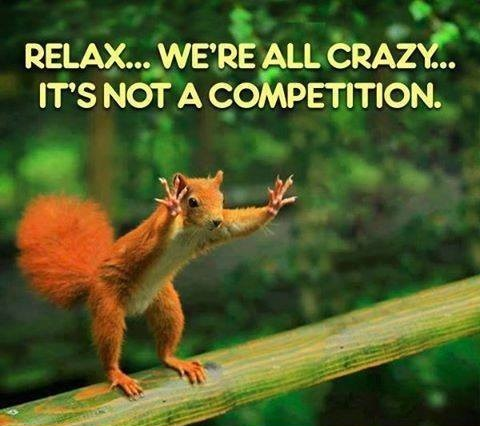 RELAX... WE'RE ALL CRAZY...
IT'S NOT A COMPETITION.